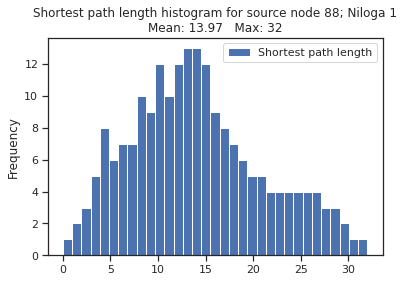 Shortest path length histogram for source node 88; Niloga 1
Mean: 13.97   Max: 32
Shortest path length
Frequency
12
10
8
6
4
2
0
0 5 10 15 20 25 30